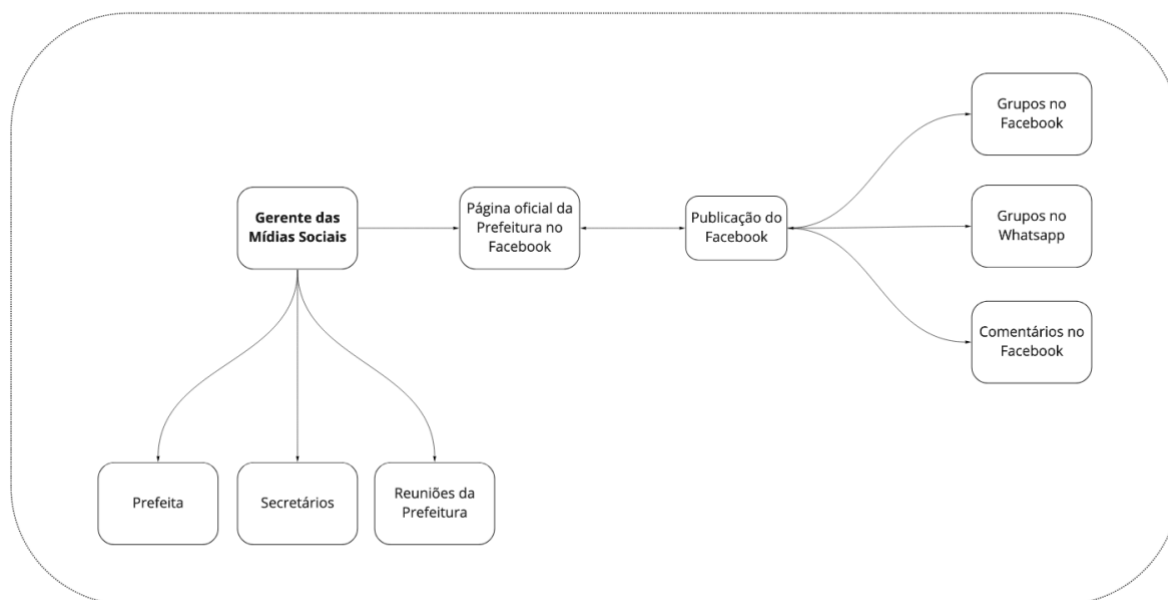 Grupos no
Facebook
Gerente das
Mídias Sociais
Página oficial da
Prefeitura no
Facebook
Publicação do
Facebook
Grupos no
Whatsapp
Comentários no
Facebook
Prefeita
Secretários
Reuniões da
Prefeitura